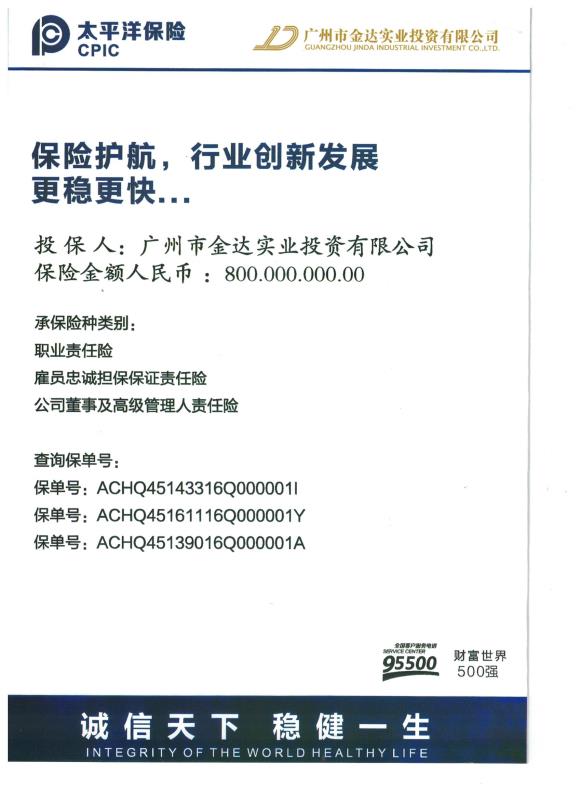 太平洋保险
CPIC
广州市金达实业投资有限公司
GUANGZHOU JINDA INDUSTRIAL INVESTMENT CO.,LTD.
保险护航，行业创新发展
更稳更快...
投保人：广州市金达实业投资有限公司
保险金额人民币：800.000.000.00
承保险种类别：
职业责任险
雇员忠诚担保保证责任险
公司董事及高级管理人责任险
查询保单号：
保单号：ACHQ45143316Q000001I
保单号：ACHQ45161116Q000001Y
保单号：ACHQ45139016Q000001A
全国客户服务电话
SERVICE CENTER
95500
财富世界
500强
诚信天下 稳健一生
INTEGRITY OF THE WORLD HEALTHY LIFE